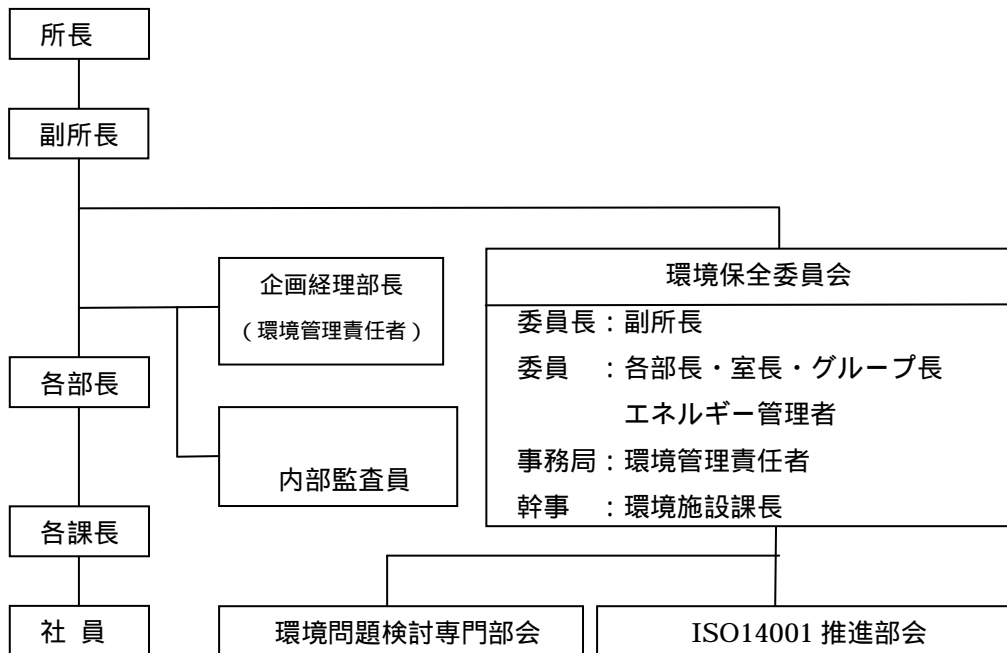 所長
副所長
企画経理部長
（環境管理責任者）
環境保全委員会
委員長：副所長
委員　：各部長・室長・グループ長
エネルギー管理者
事務局：環境管理責任者
幹事　：環境施設課長
各部長
内部監査員
各課長
社 員
環境問題検討専門部会
ISO14001 推進部会